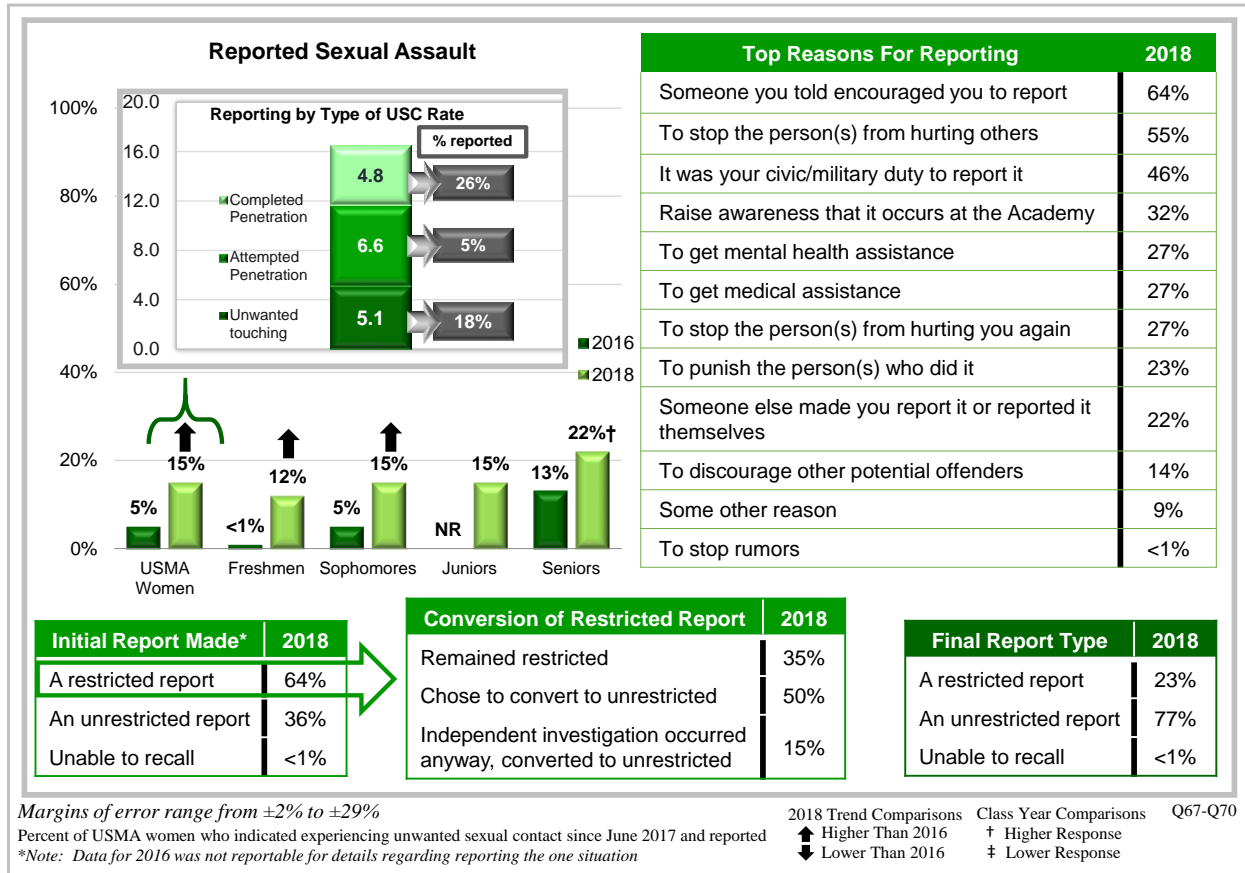 Reported Sexual Assault
100%
80%
60%
40%
20%
0%
20.0
16.0
12.0
8.0
4.0
0.0
Reporting by Type of USC Rate
% reported
Completed
Penetration
Attempted
Penetration
Unwanted
touching
4.8
26%
6.6
5%
5.1
18%
2016
2018
5%
15%
<1%
12%
5%
15%
NR
15%
13%
22%†
USMA
Women
Freshmen
Sophomores
Juniors
Seniors
Top Reasons For Reporting 2018
Someone you told encouraged you to report 64%
To stop the person(s) from hurting others 55%
It was your civic/military duty to report it 46%
Raise awareness that it occurs at the Academy 32%
To get mental health assistance 27%
To get medical assistance 27%
To stop the person(s) from hurting you again 27%
To punish the person(s) who did it 23%
Someone else made you report it or reported it
themselves 22%
To discourage other potential offenders 14%
Some other reason 9%
To stop rumors <1%
Initial Report Made* 2018
A restricted report 64%
An unrestricted report 36%
Unable to recall <1%
Conversion of Restricted Report 2018
Remained restricted 35%
Chose to convert to unrestricted 50%
Independent investigation occurred
anyway, converted to unrestricted 15%
Final Report Type 2018
A restricted report 23%
An unrestricted report 77%
Unable to recall <1%
Margins of error range from ±2% to ±29%
Percent of USMA women who indicated experiencing unwanted sexual contact since June 2017 and reported
*Note: Data for 2016 was not reportable for details regarding reporting the one situation
2018 Trend Comparisons
Higher Than 2016
Lower Than 2016
Class Year Comparisons
† Higher Response
‡ Lower Response
Q67-Q70